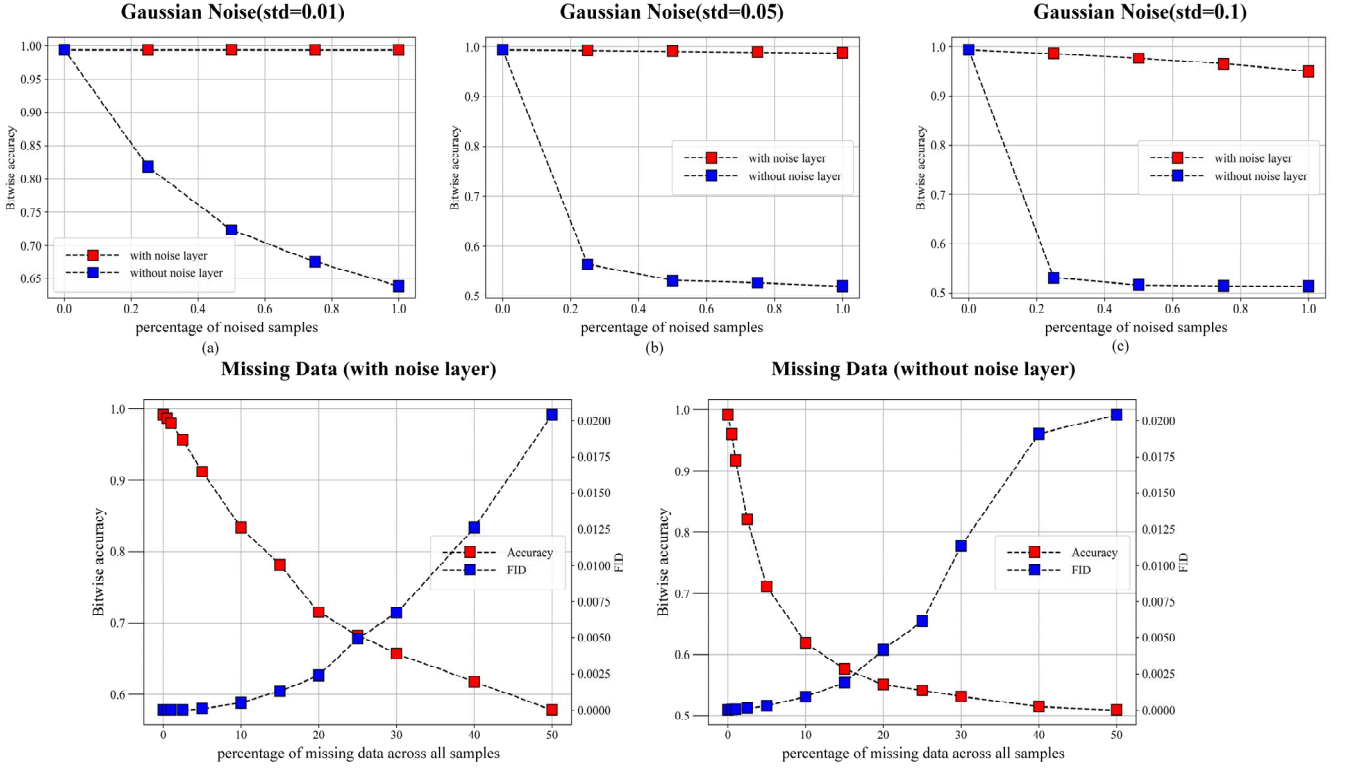 Gaussian Noise(std=0.01)
Gaussian Noise(std=0.05)
Gaussian Noise(std=0.1)
1.00
0.95
0.90
0.85
0.80
0.75
0.70
0.65
Bitwise accuracy
with noise layer
without noise layer
0.0 0.2 0.4 0.6 0.8 1.0
percentage of noised samples
(a)
1.0
0.9
0.8
0.7
0.6
0.5
Bitwise accuracy
with noise layer
without noise layer
0.0 0.2 0.4 0.6 0.8 1.0
percentage of noised samples
(b)
1.0
0.9
0.8
0.7
0.6
0.5
Bitwise accuracy
with noise layer
without noise layer
0.0 0.2 0.4 0.6 0.8 1.0
percentage of noised samples
(c)
Missing Data (with noise layer)
1.0
0.9
0.8
0.7
0.6
Bitwise accuracy
Accuracy
FID
0.0200
0.0175
0.0150
0.0125
0.0100
0.0075
0.0050
0.0025
0.0000
FID
0 10 20 30 40 50
percentage of missing data across all samples
Missing Data (without noise layer)
1.0
0.9
0.8
0.7
0.6
0.5
Bitwise accuracy
Accuracy
FID
0.0200
0.0175
0.0150
0.0125
0.0100
0.0075
0.0050
0.0025
0.0000
FID
0 10 20 30 40 50
percentage of missing data across all samples